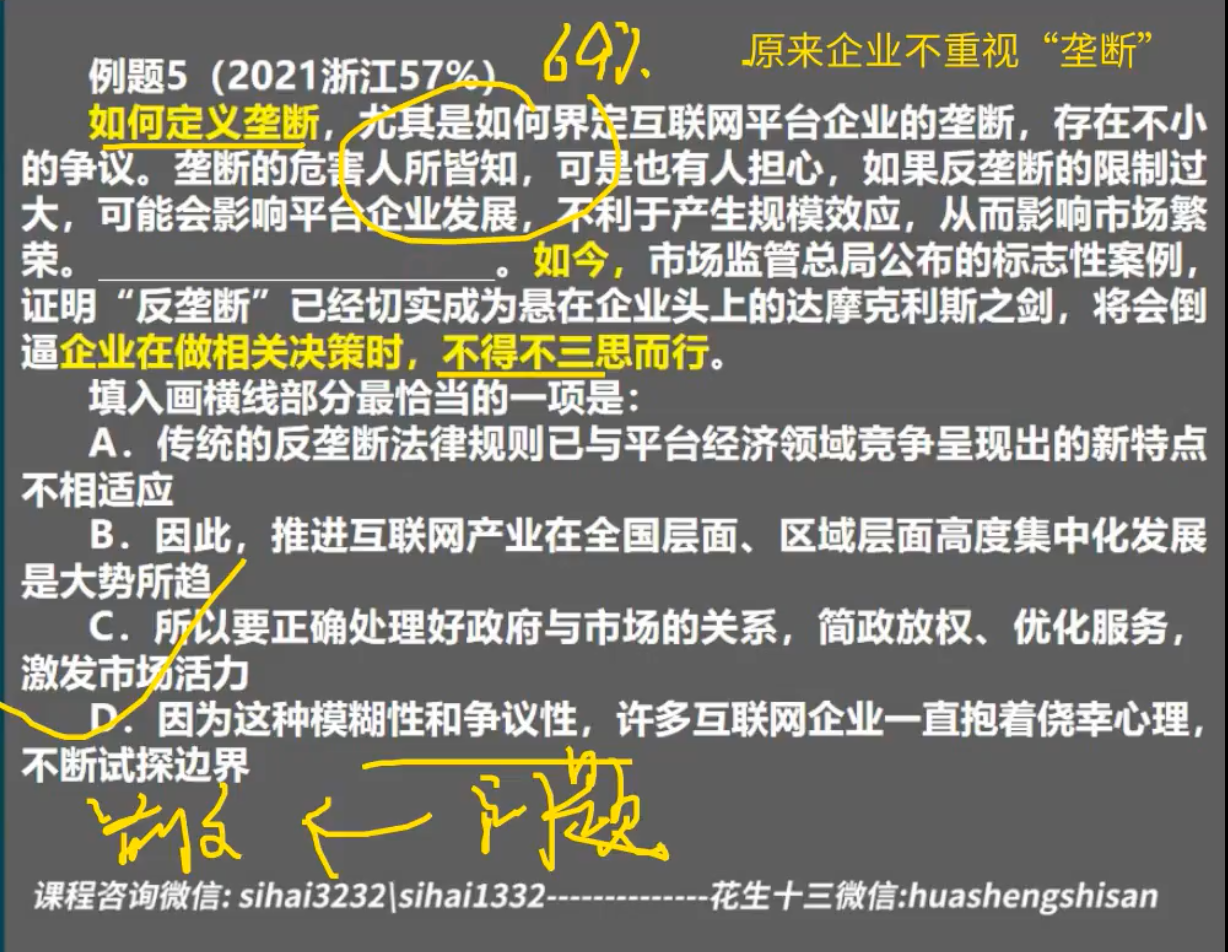 69%.
原来企业不重视“垄断”
例题5（2021浙江57%）
如何定义垄断，尤其是如何界定互联网平台企业的垄断，存在不小
的争议。垄断的危害人所皆知，可是也有人担心，如果反垄断的限制过
大，可能会影响平台企业发展，不利于产生规模效应，从而影响市场繁
荣。____________________。如今，市场监管总局公布的标志性案例，
证明“反垄断”已经切实成为悬在企业头上的达摩克利斯之剑，将会倒
逼企业在做相关决策时，不得不三思而行。
填入画横线部分最恰当的一项是：
A．传统的反垄断法律规则已与平台经济领域竞争呈现出的新特点
不相适应
B．因此，推进互联网产业在全国层面、区域层面高度集中化发展
是大势所趋
C．所以要正确处理好政府与市场的关系，简政放权、优化服务，
激发市场活力
D．因为这种模糊性和争议性，许多互联网企业一直抱着侥幸心理，
不断试探边界
问题
课程咨询微信: sihai3232\sihai1332--------------花生十三微信:huashengshisan